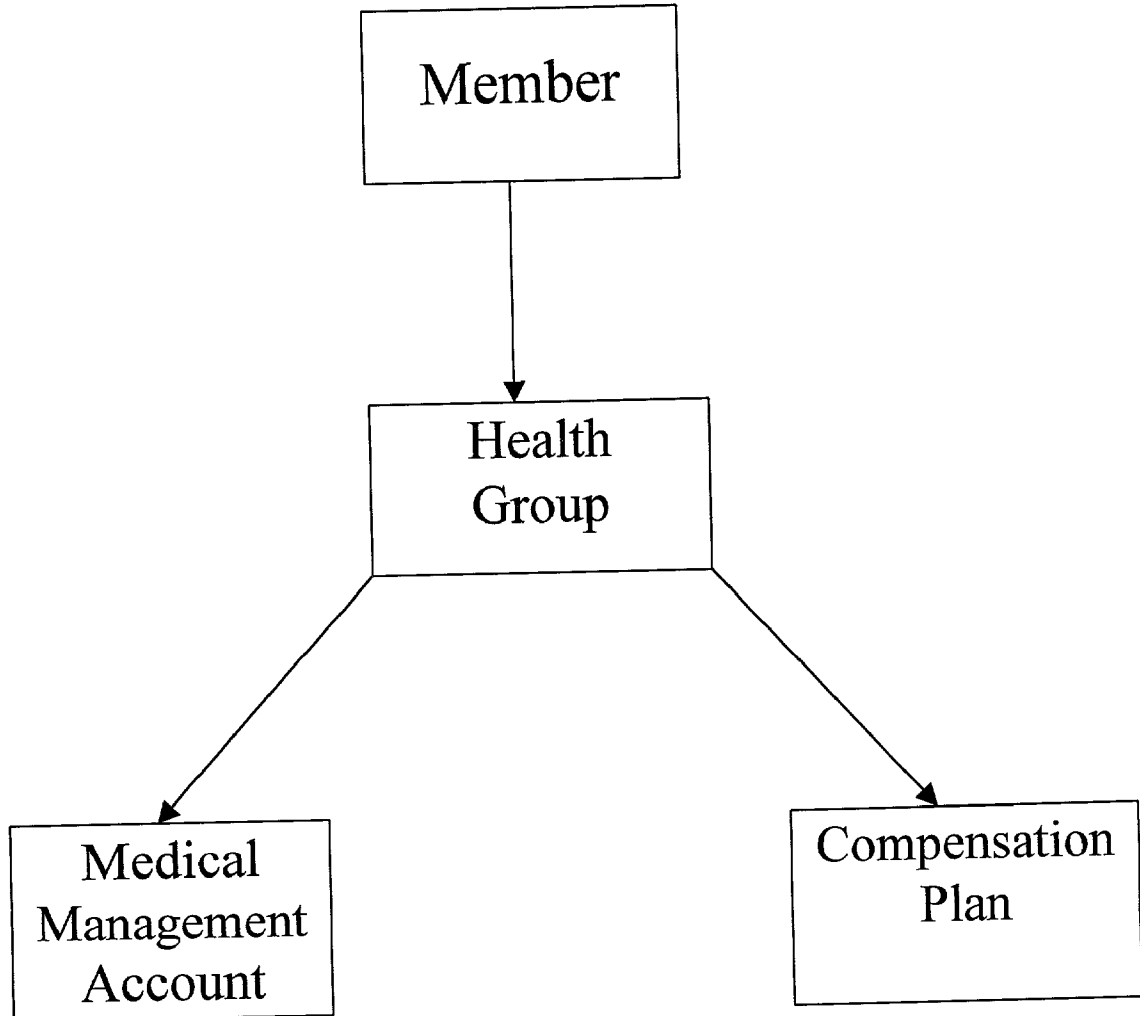 Member
Health
Group
Medical
Management
Account
Compensation
Plan